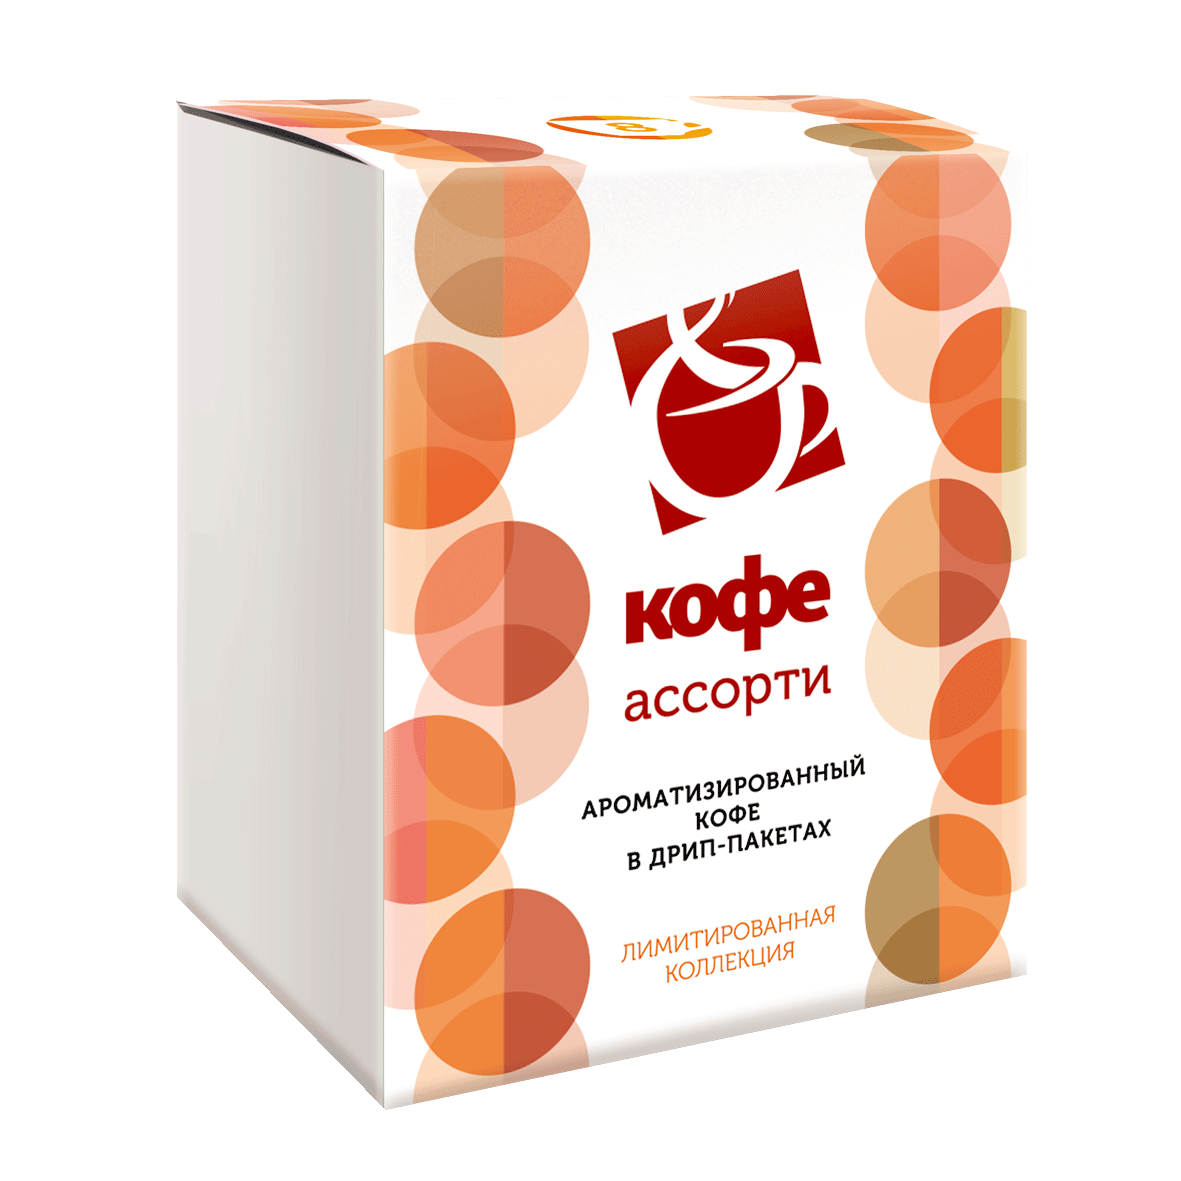 кофе
ассорти
АРОМАТИЗИРОВАННЫЙ
КОФЕ
В ДРИП-ПАКЕТАХ
ЛИМИТИРОВАННАЯ
КОЛЛЕКЦИЯ